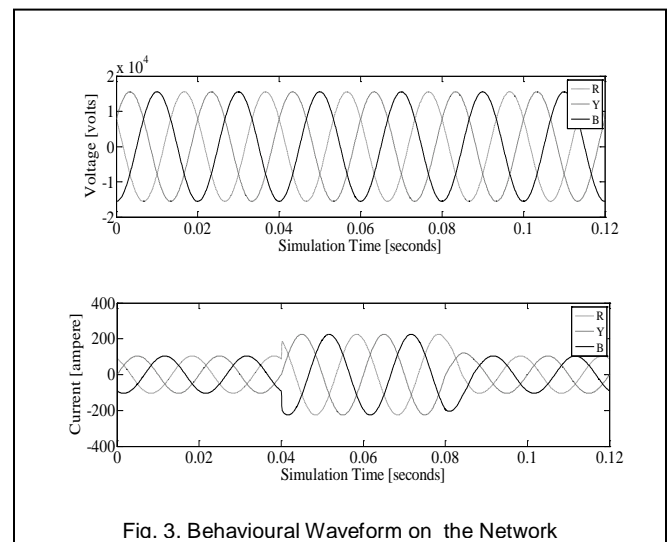 x 10^4
2
1
0
-1
-2
Voltage [volts]
R
Y
B
0 0.02 0.04 0.06 0.08 0.1 0.12
Simulation Time [seconds]
400
200
0
-200
-400
Current [ampere]
R
Y
B
0 0.02 0.04 0.06 0.08 0.1 0.12
Simulation Time [seconds]
Fig. 3. Behavioural Waveform on the Network